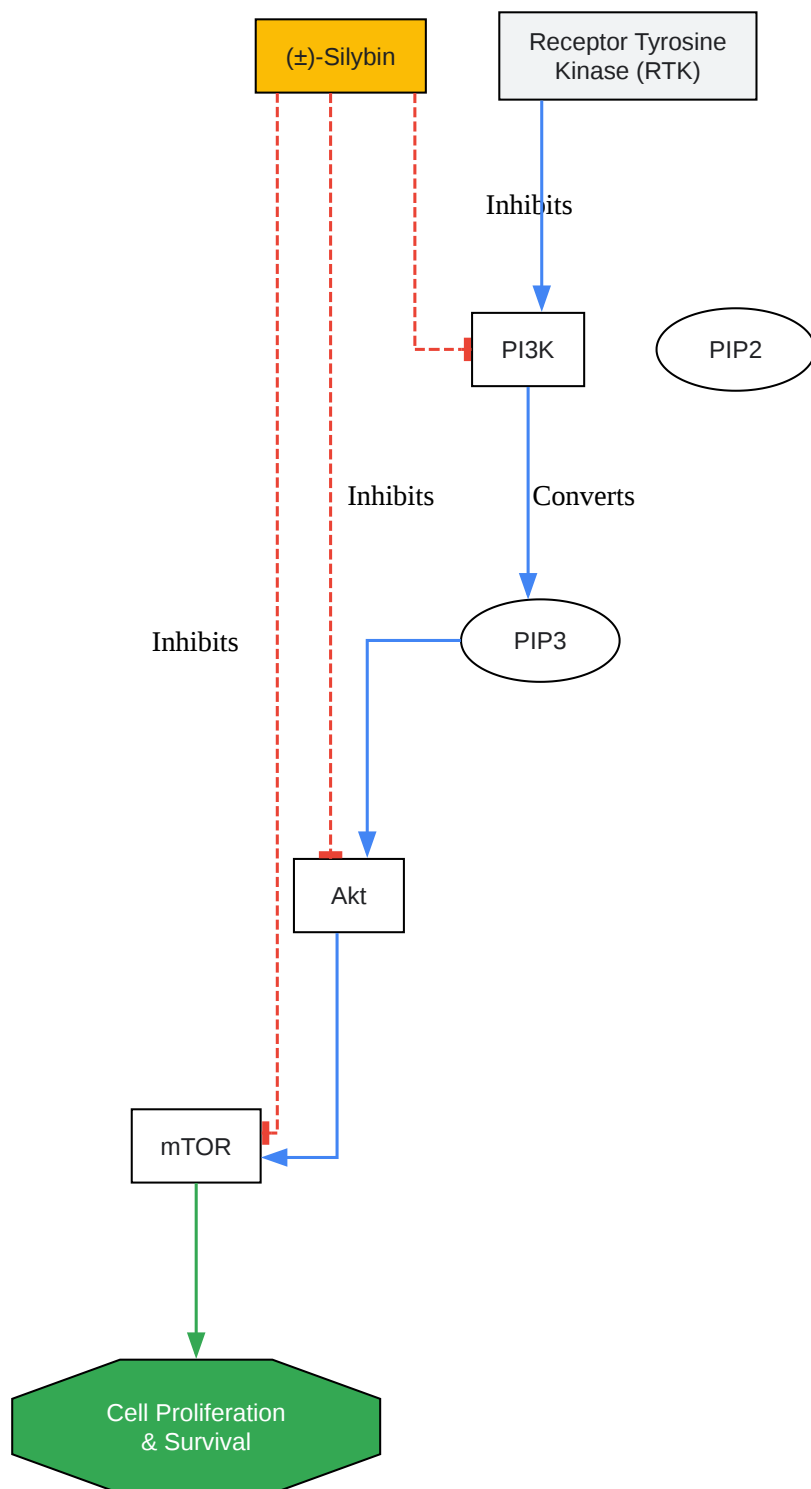 (±)-Silybin
Receptor Tyrosine
Kinase (RTK)
Inhibits
PI3K
PIP2
Inhibits
Converts
Inhibits
PIP3
Akt
mTOR
Cell Proliferation
& Survival